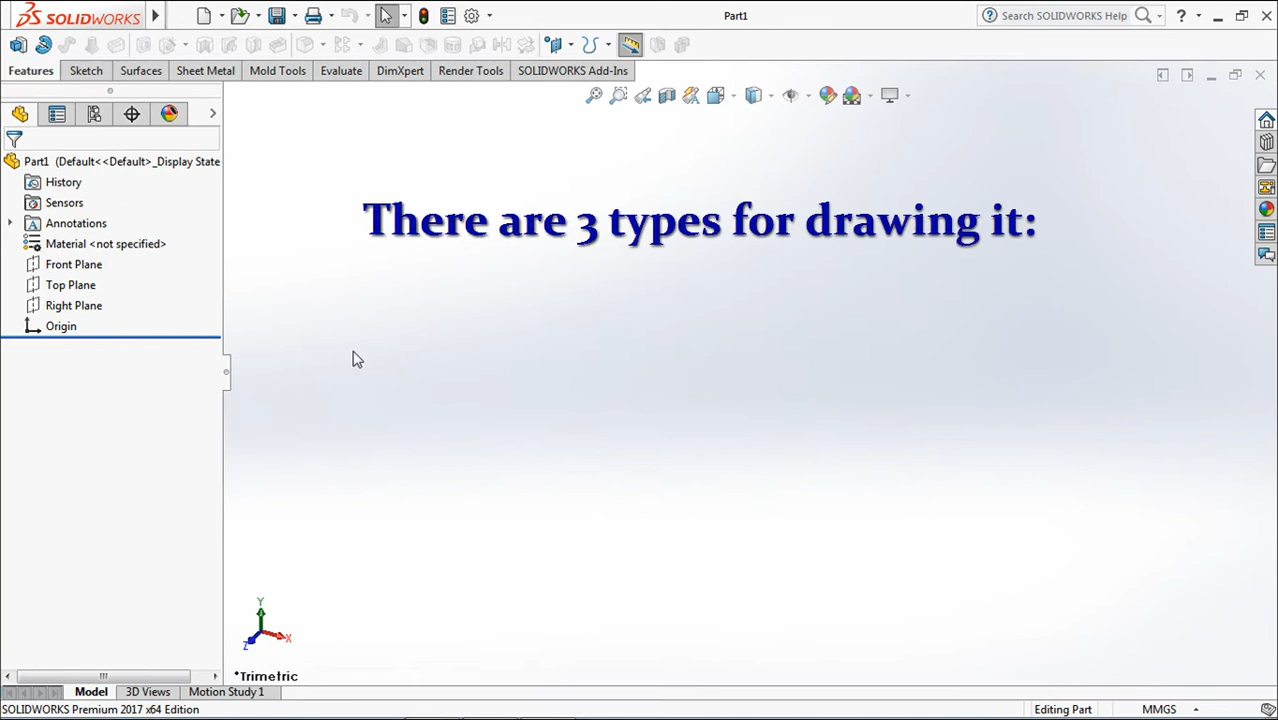 SOLIDWORKS
Part1
Search SOLIDWORKS Help
?
Features Sketch Surfaces Sheet Metal Mold Tools Evaluate DimXpert Render Tools SOLIDWORKS Add-Ins
Part1 (Default<<Default>_Display State
History
Sensors
Annotations
Material <not specified>
Front Plane
Top Plane
Right Plane
Origin
There are 3 types for drawing it:
Y
X
Z
*Trimetric
Model 3D Views Motion Study 1
SOLIDWORKS Premium 2017 x64 Edition
Editing Part
MMGS